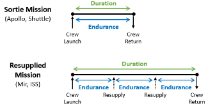 Duration
Sortie Mission
(Apollo, Shuttle)
Endurance
Crew Launch
Crew Return
Duration
Resupplied Mission
(Mir, ISS)
Endurance
Endurance
Endurance
Crew Launch
Resupply
Resupply
Crew Return